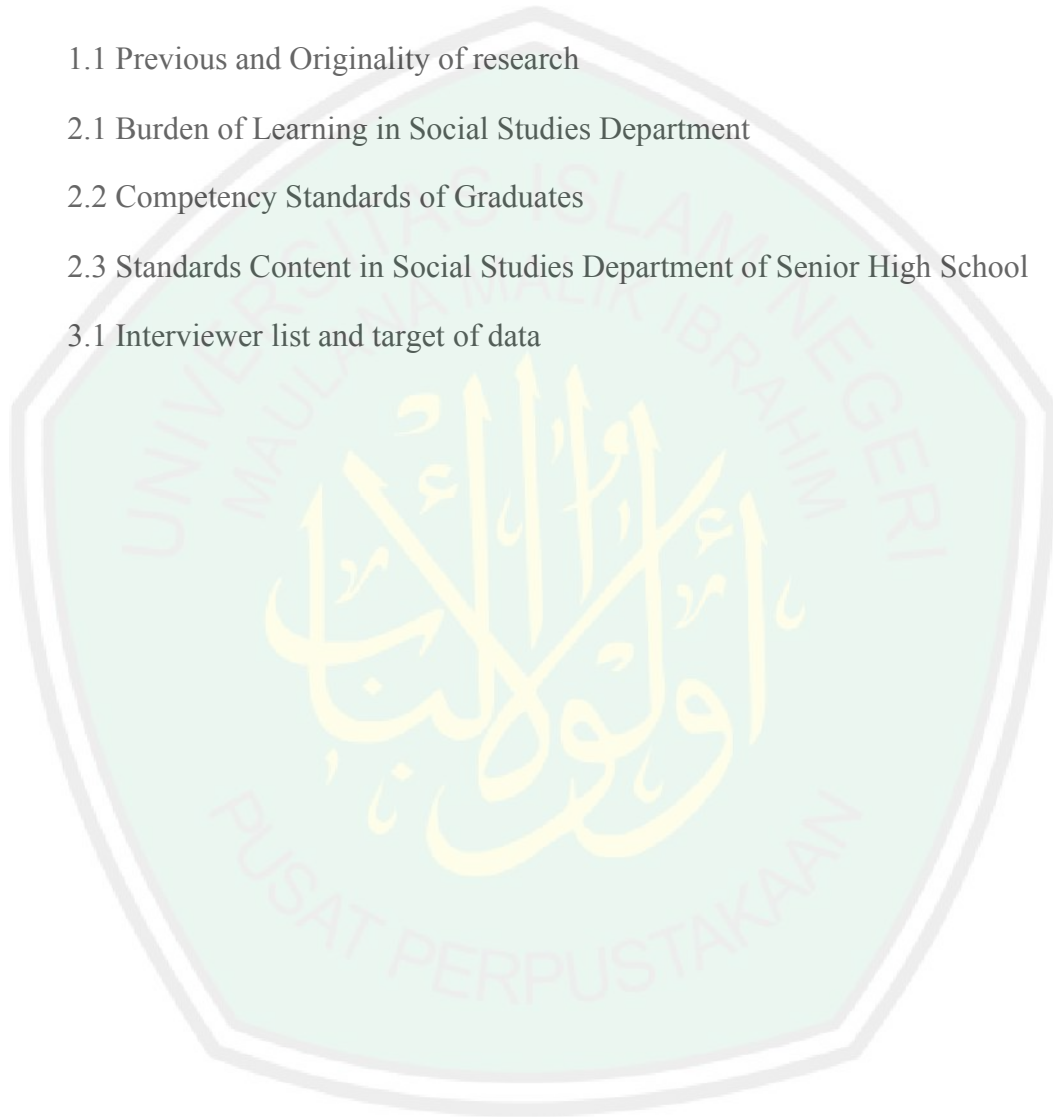 1.1 Previous and Originality of research
2.1 Burden of Learning in Social Studies Department
2.2 Competency Standards of Graduates
2.3 Standards Content in Social Studies Department of Senior High School
3.1 Interviewer list and target of data
UNIVERSITAS ISLAM NEGERI
MAULANA MALIK IBRAHIM
أولوا الألباب
PUSAT PERPUSTAKAAN